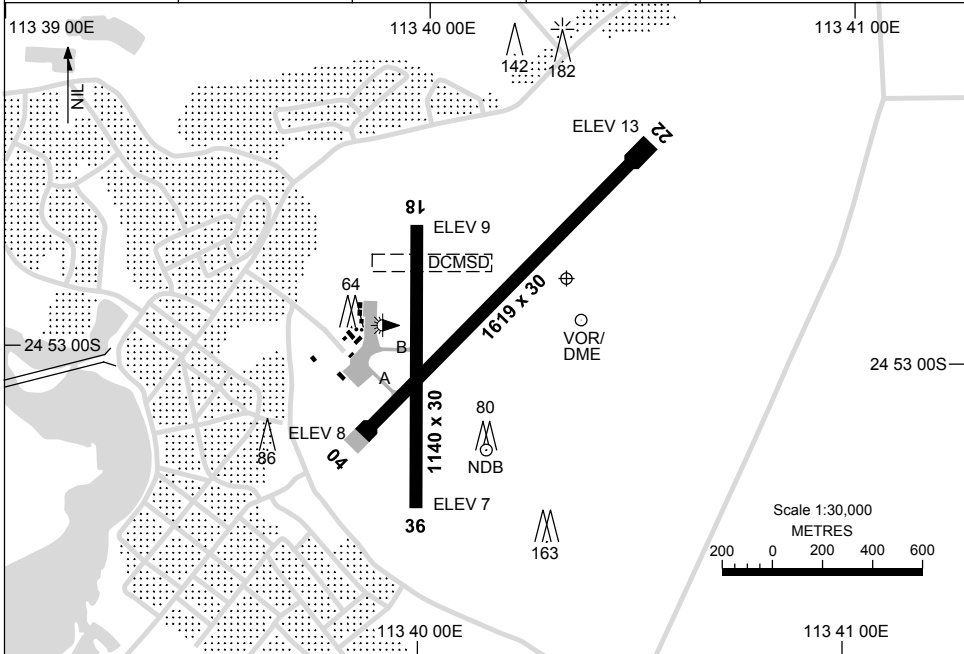 113 39 00E
113 40 00E
113 41 00E
NIL
142
182
ELEV 13
22
18
ELEV 9
DCMSD
64
1619 x 30
VOR/
DME
B
24 53 00S
24 53 00S
A
80
ELEV 8
1140 x 30
86
04
NDB
ELEV 7
36
163
Scale 1:30,000
METRES
200 0 200 400 600
113 40 00E
113 41 00E